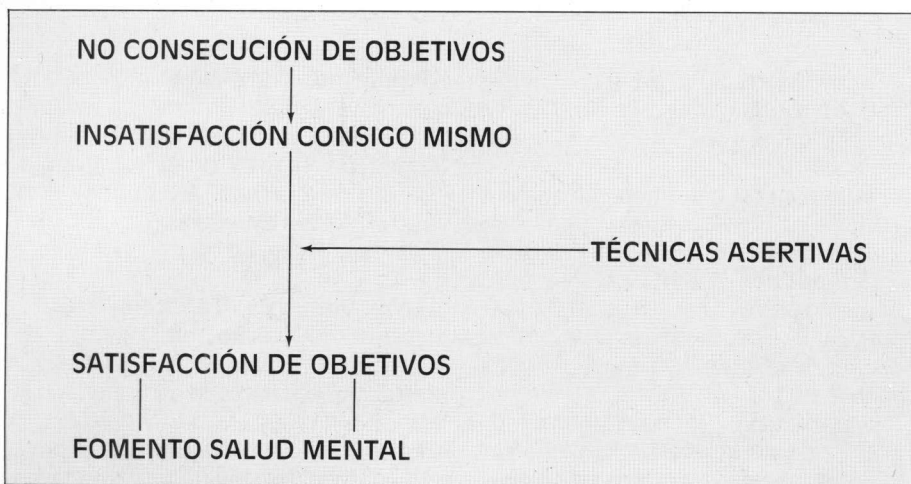 NO CONSECUCIÓN DE OBJETIVOS
INSATISFACCIÓN CONSIGO MISMO
TÉCNICAS ASERTIVAS
SATISFACCIÓN DE OBJETIVOS
FOMENTO SALUD MENTAL